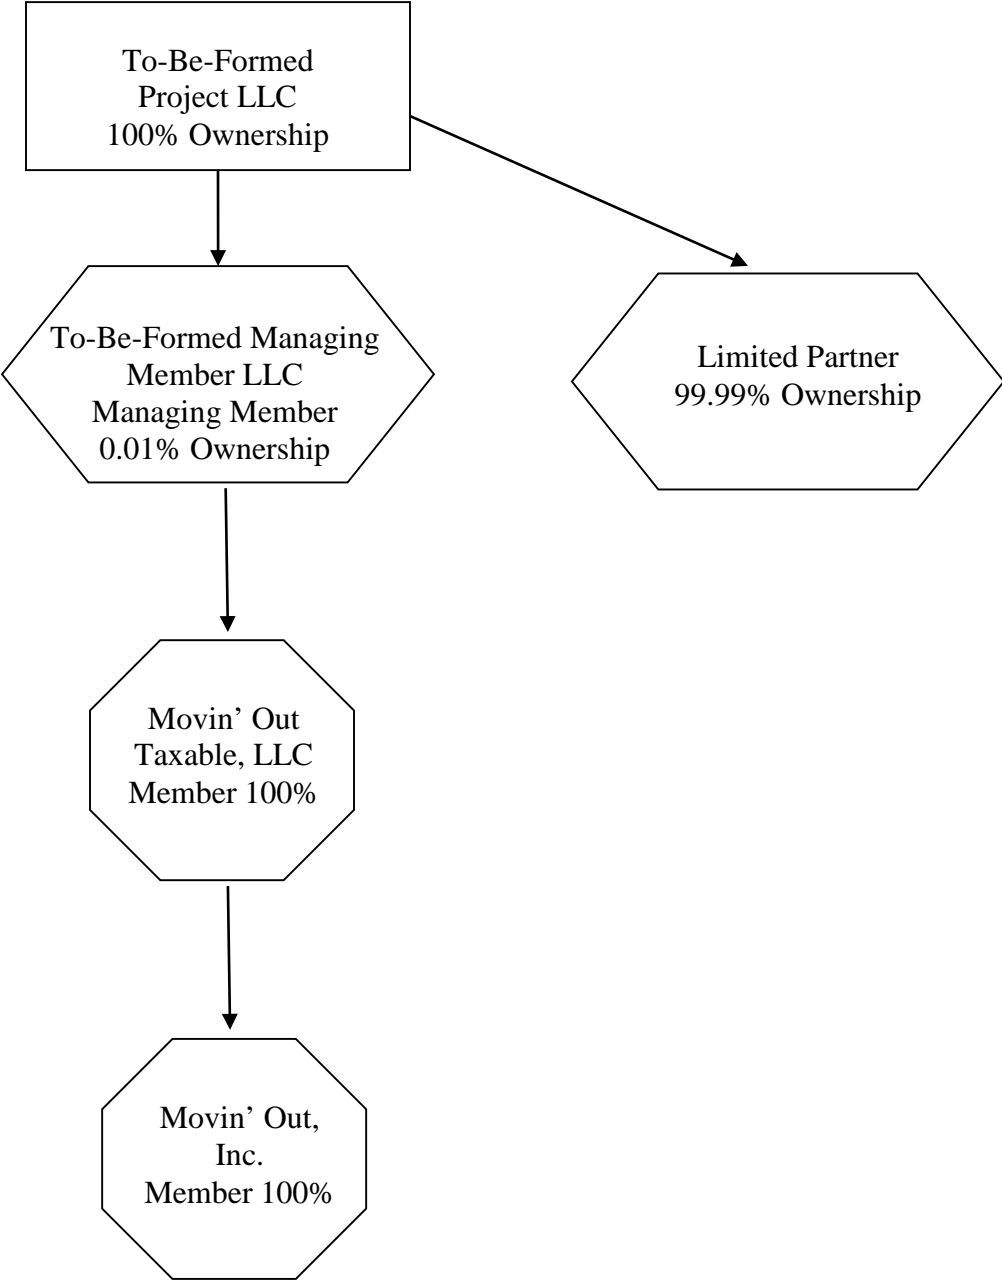 To-Be-Formed
Project LLC
100% Ownership
To-Be-Formed Managing
Member LLC
Managing Member
0.01% Ownership
Limited Partner
99.99% Ownership
Movin’ Out
Taxable, LLC
Member 100%
Movin’ Out,
Inc.
Member 100%